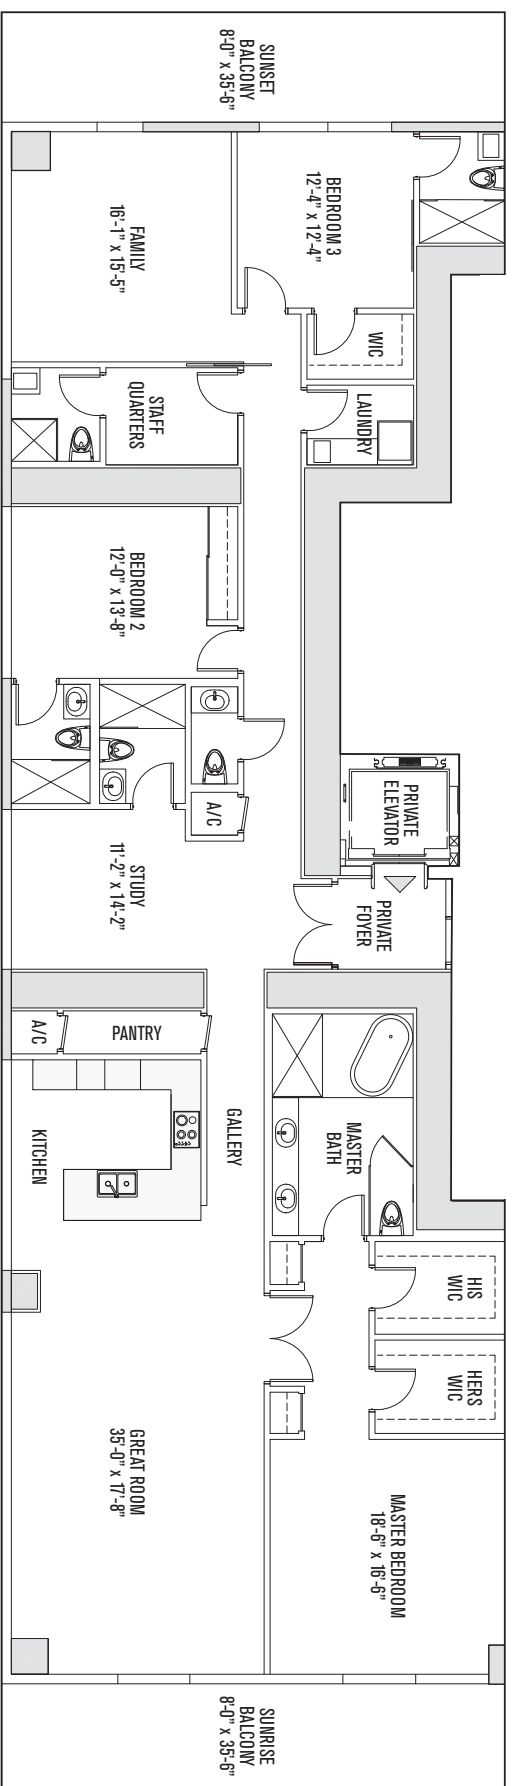 SUNSET
BALCONY
8'-0" x 35'-6"
BEDROOM 3
12'-4" x 12'-4"
FAMILY
16'-1" x 15'-5"
WIC
LAUNDRY
STAFF
QUARTERS
BEDROOM 2
12'-0" x 13'-8"
A/C
PRIVATE
ELEVATOR
STUDY
11'-2" x 14'-2"
PRIVATE
FOYER
A/C
PANTRY
GALLERY
KITCHEN
MASTER
BATH
HIS
WIC
HERS
WIC
GREAT ROOM
35'-0" x 17'-8"
MASTER BEDROOM
18'-6" x 16'-6"
SUNRISE
BALCONY
8'-0" x 35'-6"